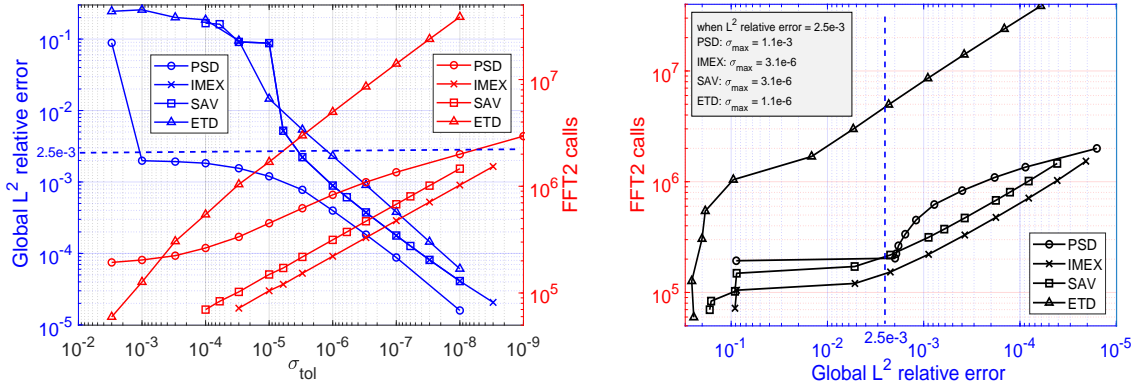 Global L² relative error
10⁰
10⁻¹
10⁻²
2.5e-3
10⁻³
10⁻⁴
10⁻⁵
PSD
IMEX
SAV
ETD
PSD
IMEX
SAV
ETD
10⁷
10⁶
10⁵
FFT2 calls
10⁻² 10⁻³ 10⁻⁴ 10⁻⁵ 10⁻⁶ 10⁻⁷ 10⁻⁸ 10⁻⁹
σ_tol
FFT2 calls
10⁷
10⁶
10⁵
when L² relative error = 2.5e-3
PSD: σ_max = 1.1e-3
IMEX: σ_max = 3.1e-6
SAV: σ_max = 3.1e-6
ETD: σ_max = 1.1e-6
PSD
IMEX
SAV
ETD
10⁻¹ 10⁻² 2.5e-3 10⁻³ 10⁻⁴ 10⁻⁵
Global L² relative error